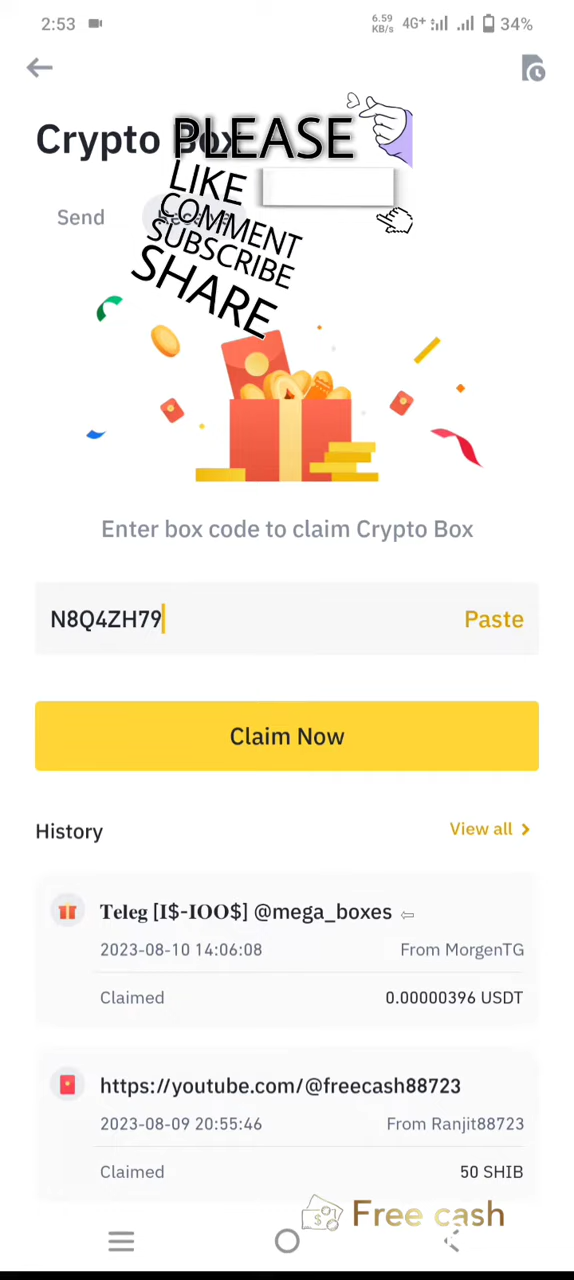 2:53 6.59 KB/s 4G+ 34%
Crypto Box
PLEASE
LIKE
COMMENT
SUBSCRIBE
SHARE
Send
Enter box code to claim Crypto Box
N8Q4ZH79 Paste
Claim Now
History View all >
𝐓𝐞𝐥𝐞𝐠 [𝐈$-𝐈𝐎𝐎$] @mega_boxes ⇦
2023-08-10 14:06:08 From MorgenTG
Claimed 0.00000396 USDT
https://youtube.com/@freecash88723
2023-08-09 20:55:46 From Ranjit88723
Claimed 50 SHIB
Free cash